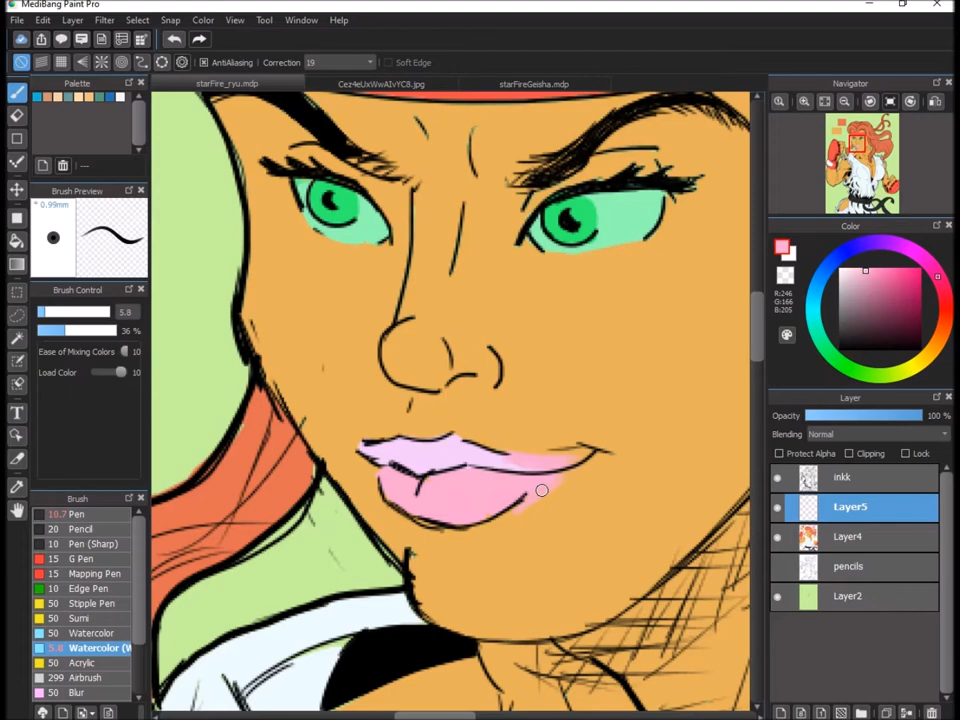 MediBang Paint Pro
File Edit Layer Filter Select Snap Color View Tool Window Help
AntiAliasing Correction 19 Soft Edge
Palette starFire_ryu.mdp Cez4eUxWwAIvYC8.jpg starFireGeisha.mdp Navigator
---
Brush Preview
* 0.99mm
Color
R:246
G:166
B:205
Brush Control
5.8
36 %
Ease of Mixing Colors 10
Load Color 10
Layer
Opacity 100 %
Blending Normal
Protect Alpha Clipping Lock
inkk
Layer5
Layer4
pencils
Layer2
Brush
10.7 Pen
20 Pencil
10 Pen (Sharp)
15 G Pen
15 Mapping Pen
10 Edge Pen
50 Stipple Pen
50 Sumi
50 Watercolor
5.8 Watercolor (W
50 Acrylic
299 Airbrush
50 Blur